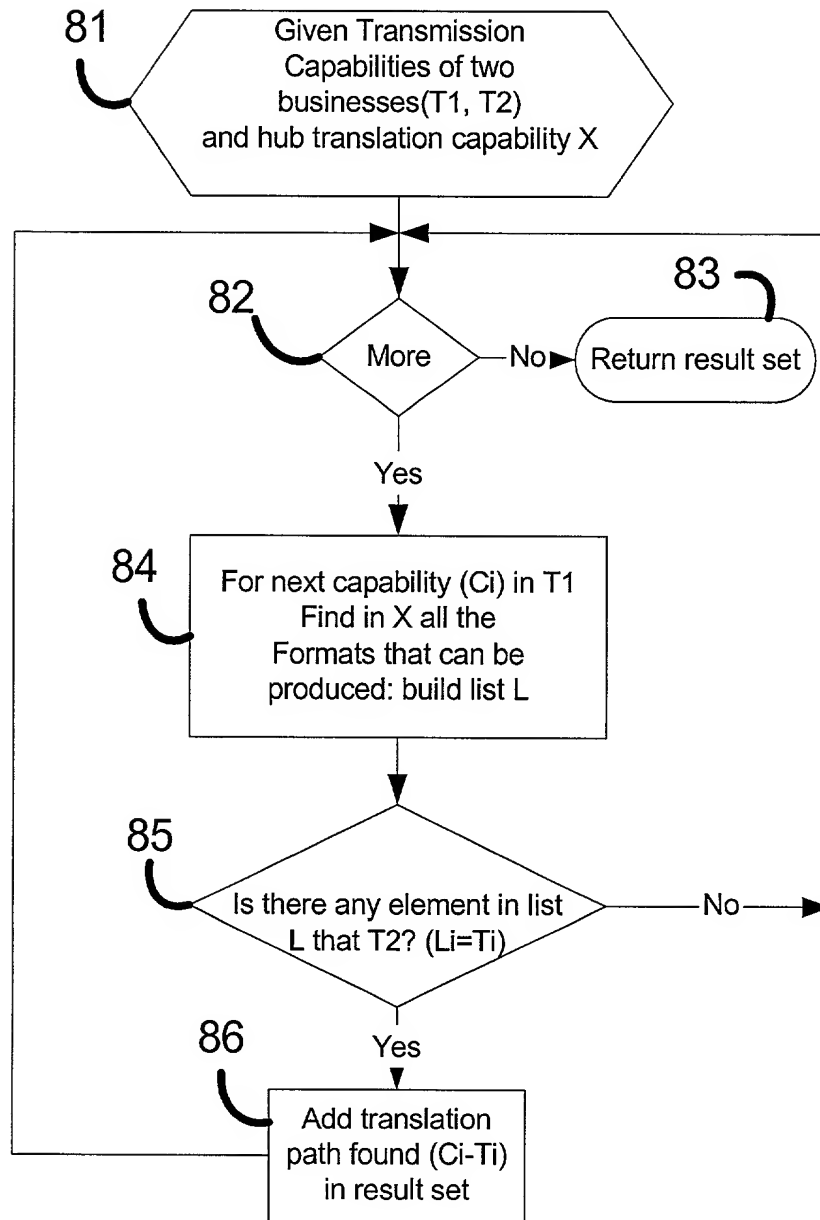 81
Given Transmission
Capabilities of two
businesses(T1, T2)
and hub translation capability X
82
More
No
83
Return result set
Yes
84
For next capability (Ci) in T1
Find in X all the
Formats that can be
produced: build list L
85
Is there any element in list
L that T2? (Li=Ti)
No
Yes
86
Add translation
path found (Ci-Ti)
in result set